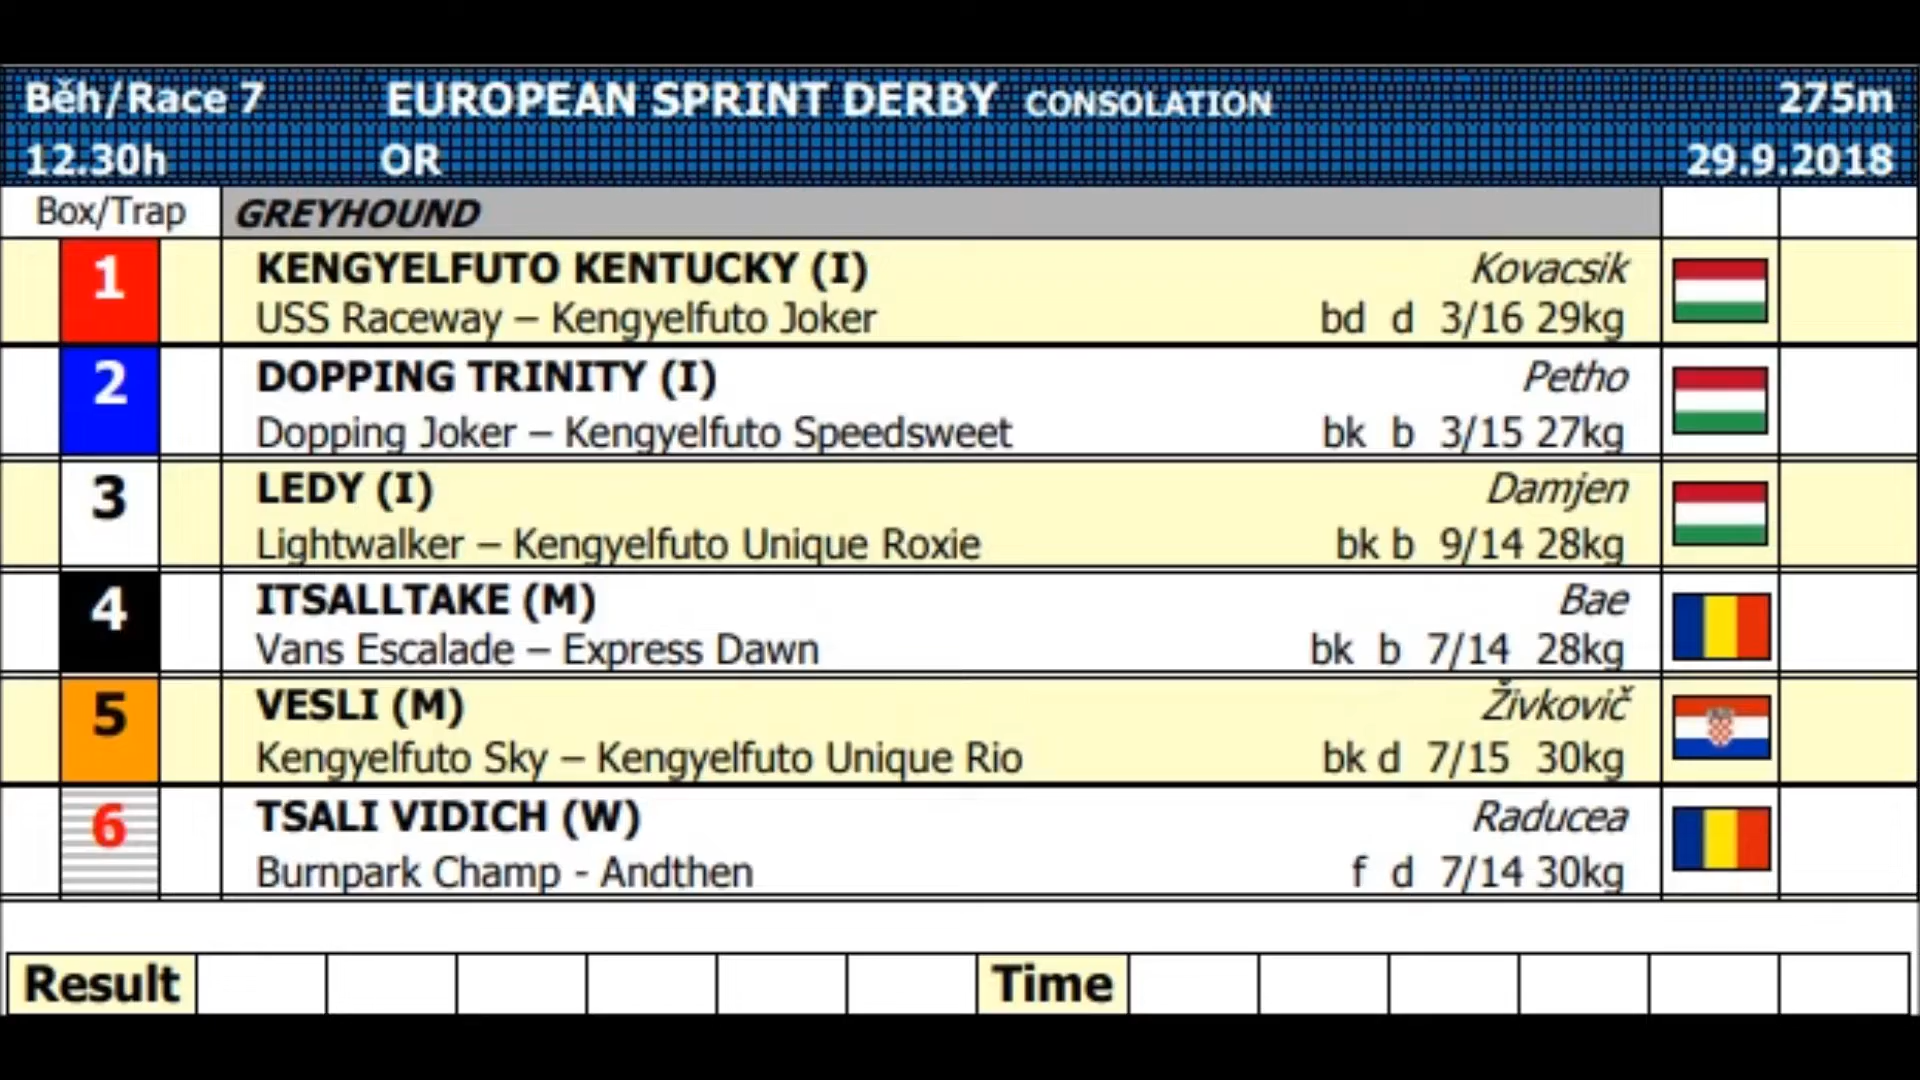 Běh/Race 7 EUROPEAN SPRINT DERBY CONSOLATION 275m
12.30h OR 29.9.2018
Box/Trap GREYHOUND
1 KENGYELFUTO KENTUCKY (I) Kovacsik
USS Raceway – Kengyelfuto Joker bd d 3/16 29kg
2 DOPPING TRINITY (I) Petho
Dopping Joker – Kengyelfuto Speedsweet bk b 3/15 27kg
3 LEDY (I) Damjen
Lightwalker – Kengyelfuto Unique Roxie bk b 9/14 28kg
4 ITSALLTAKE (M) Bae
Vans Escalade – Express Dawn bk b 7/14 28kg
5 VESLI (M) Živkovič
Kengyelfuto Sky – Kengyelfuto Unique Rio bk d 7/15 30kg
6 TSALI VIDICH (W) Raducea
Burnpark Champ - Andthen f d 7/14 30kg
Result Time